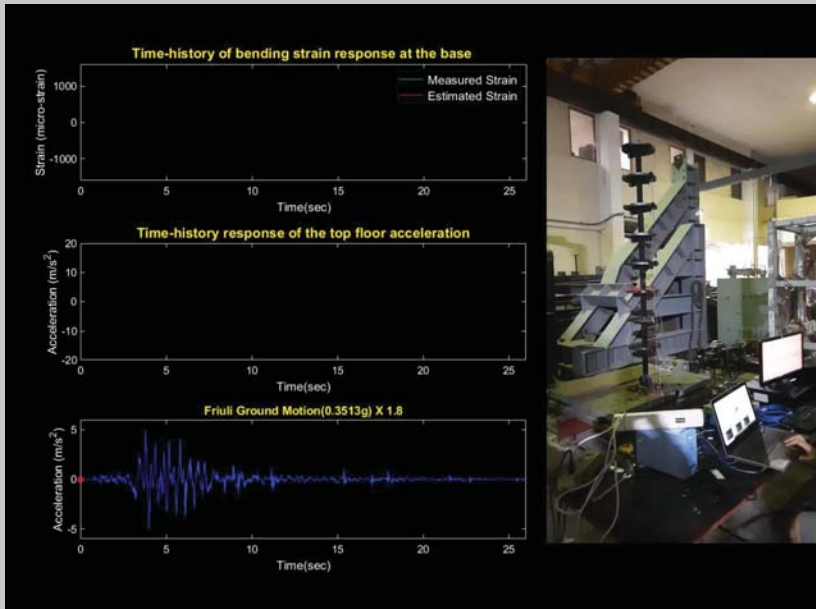 Time-history of bending strain response at the base
1000
0
-1000
Strain (micro-strain)
Measured Strain
Estimated Strain
0 5 10 15 20 25
Time(sec)
Time-history response of the top floor acceleration
20
10
0
-10
-20
Acceleration (m/s²)
0 5 10 15 20 25
Time(sec)
Friuli Ground Motion(0.3513g) X 1.8
5
0
-5
Acceleration (m/s²)
0 5 10 15 20 25
Time(sec)